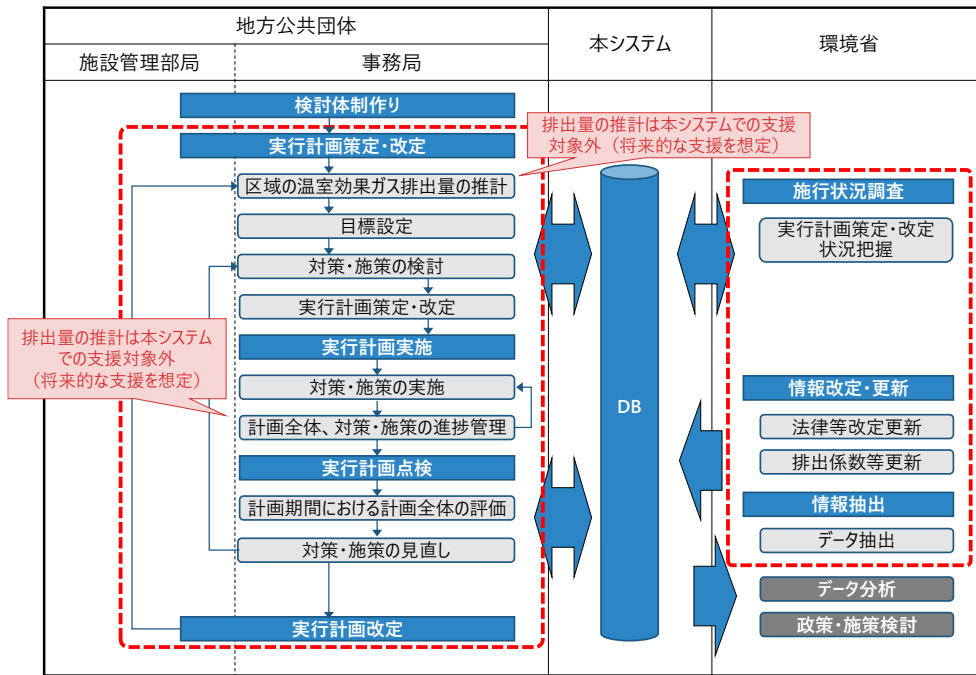 地方公共団体
本システム
環境省
施設管理部局
事務局
検討体制作り
排出量の推計は本システムでの支援
対象外（将来的な支援を想定）
実行計画策定・改定
区域の温室効果ガス排出量の推計
目標設定
対策・施策の検討
実行計画策定・改定
排出量の推計は本システム
での支援対象外
（将来的な支援を想定）
実行計画実施
対策・施策の実施
計画全体、対策・施策の進捗管理
実行計画点検
計画期間における計画全体の評価
対策・施策の見直し
実行計画改定
DB
施行状況調査
実行計画策定・改定
状況把握
情報改定・更新
法律等改定更新
排出係数等更新
情報抽出
データ抽出
データ分析
政策・施策検討